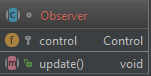 C Observer
f control Control
m update() void